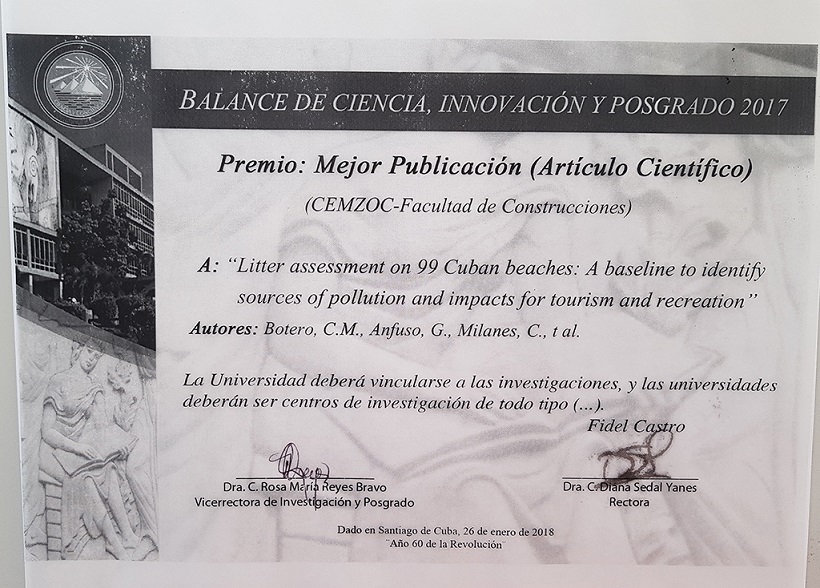 BALANCE DE CIENCIA, INNOVACIÓN Y POSGRADO 2017
Premio: Mejor Publicación (Artículo Científico)
(CEMZOC-Facultad de Construcciones)
A: “Litter assessment on 99 Cuban beaches: A baseline to identify
sources of pollution and impacts for tourism and recreation”
Autores: Botero, C.M., Anfuso, G., Milanes, C., t al.
La Universidad deberá vincularse a las investigaciones, y las universidades
deberán ser centros de investigación de todo tipo (...).
Fidel Castro
Dra. C. Rosa María Reyes Bravo
Vicerrectora de Investigación y Posgrado
Dra. C. Diana Sedal Yanes
Rectora
Dado en Santiago de Cuba, 26 de enero de 2018
¨Año 60 de la Revolución¨